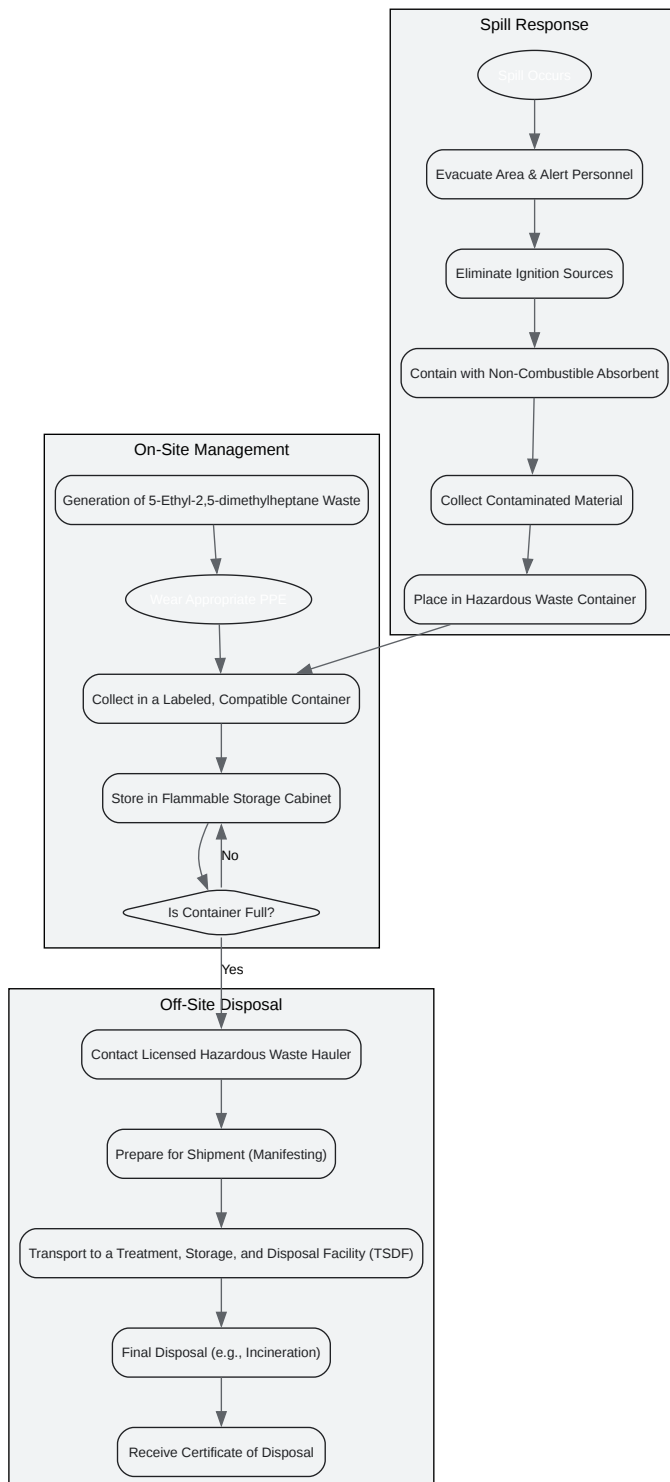 Spill Response
Spill Occurs
Evacuate Area & Alert Personnel
Eliminate Ignition Sources
Contain with Non-Combustible Absorbent
Collect Contaminated Material
Place in Hazardous Waste Container
On-Site Management
Generation of 5-Ethyl-2,5-dimethylheptane Waste
Wear Appropriate PPE
Collect in a Labeled, Compatible Container
Store in Flammable Storage Cabinet
No
Is Container Full?
Yes
Off-Site Disposal
Contact Licensed Hazardous Waste Hauler
Prepare for Shipment (Manifesting)
Transport to a Treatment, Storage, and Disposal Facility (TSDF)
Final Disposal (e.g., Incineration)
Receive Certificate of Disposal